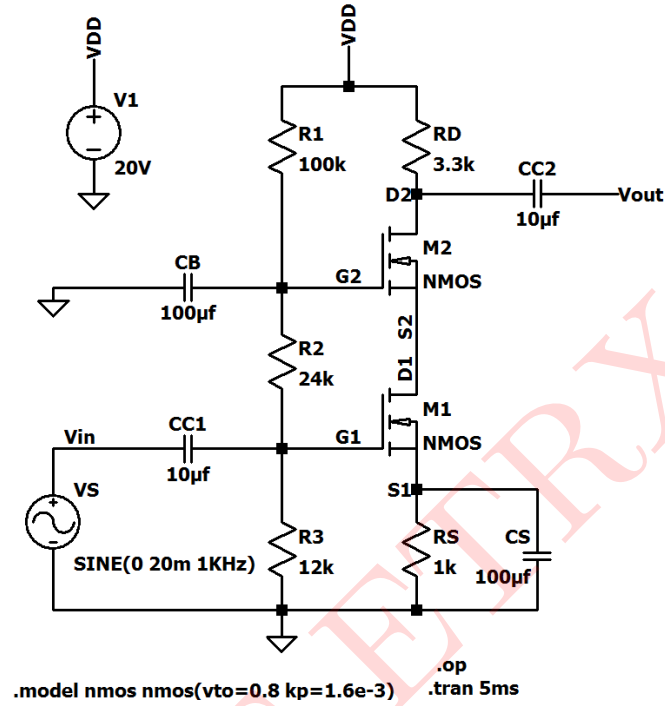 VDD
VDD
V1
20V
R1
100k
RD
3.3k
CC2
10µf
D2
Vout
M2
NMOS
CB
100µf
G2
S2
R2
24k
D1
M1
NMOS
Vin
CC1
10µf
G1
VS
SINE(0 20m 1KHz)
R3
12k
S1
RS
1k
CS
100µf
.op
.model nmos nmos(vto=0.8 kp=1.6e-3)
.tran 5ms
ETRX